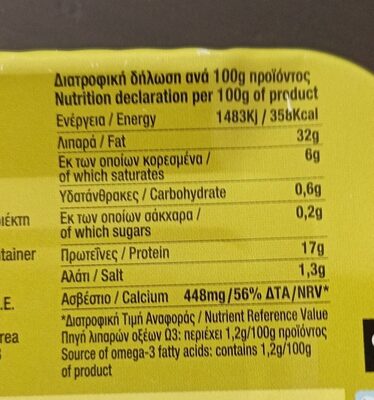 Διατροφική δήλωση ανά 100g προϊόντος
Nutrition declaration per 100g of product
Ενέργεια / Energy 1483Kj / 358Kcal
Λιπαρά / Fat 32g
Εκ των οποίων κορεσμένα / 6g
of which saturates
Υδατάνθρακες / Carbohydrate 0,6g
Εκ των οποίων σάκχαρα / 0,2g
of which sugars
tainer Πρωτεΐνες / Protein 17g
Αλάτι / Salt 1,3g
.E. Ασβέστιο / Calcium 448mg/56% ΔΤΑ/NRV*
*Διατροφική Τιμή Αναφοράς / Nutrient Reference Value
rea Πηγή λιπαρών οξέων Ω3: περιέχει 1,2g/100g προϊόντος
Source of omega-3 fatty acids: contains 1,2g/100g
of product